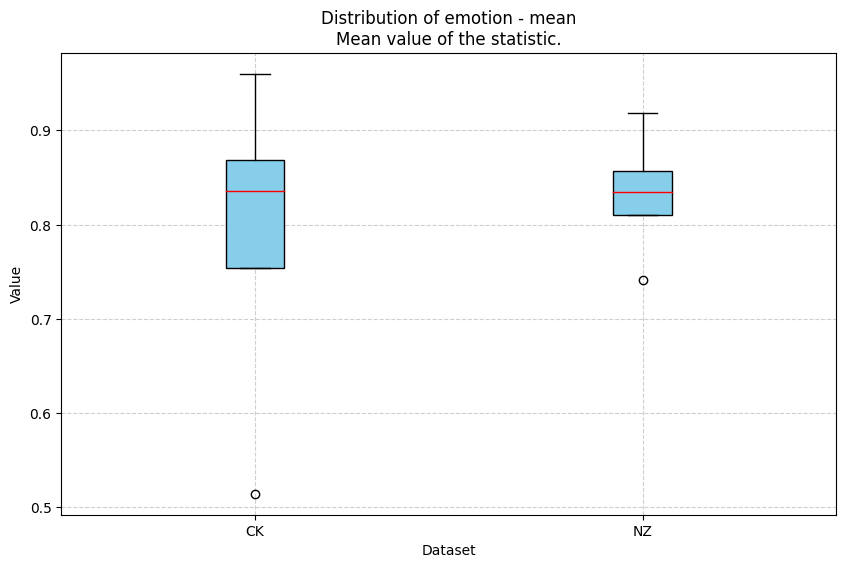 Distribution of emotion - mean
Mean value of the statistic.
Value
0.9
0.8
0.7
0.6
0.5
CK
NZ
Dataset